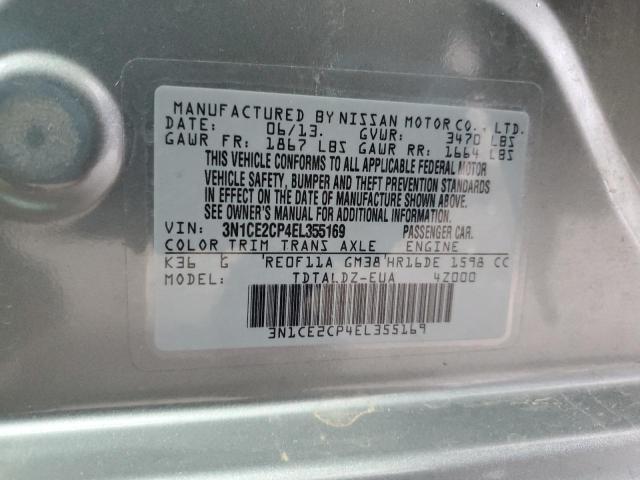 MANUFACTURED BY NISSAN MOTOR CO., LTD.
DATE: 06/13. GVWR: 3470 LBS
GAWR FR: 1867 LBS GAWR RR: 1664 LBS
THIS VEHICLE CONFORMS TO ALL APPLICABLE FEDERAL MOTOR
VEHICLE SAFETY, BUMPER AND THEFT PREVENTION STANDARDS
IN EFFECT ON THE DATE OF MANUFACTURE SHOWN ABOVE.
SEE OWNER'S MANUAL FOR ADDITIONAL INFORMATION.
VIN: 3N1CE2CP4EL355169 PASSENGER CAR.
COLOR TRIM TRANS AXLE ENGINE
K36 G RE0F11A GM38 HR16DE 1598 CC
MODEL: TDTALDZ-EUA 4Z000
3N1CE2CP4EL355169